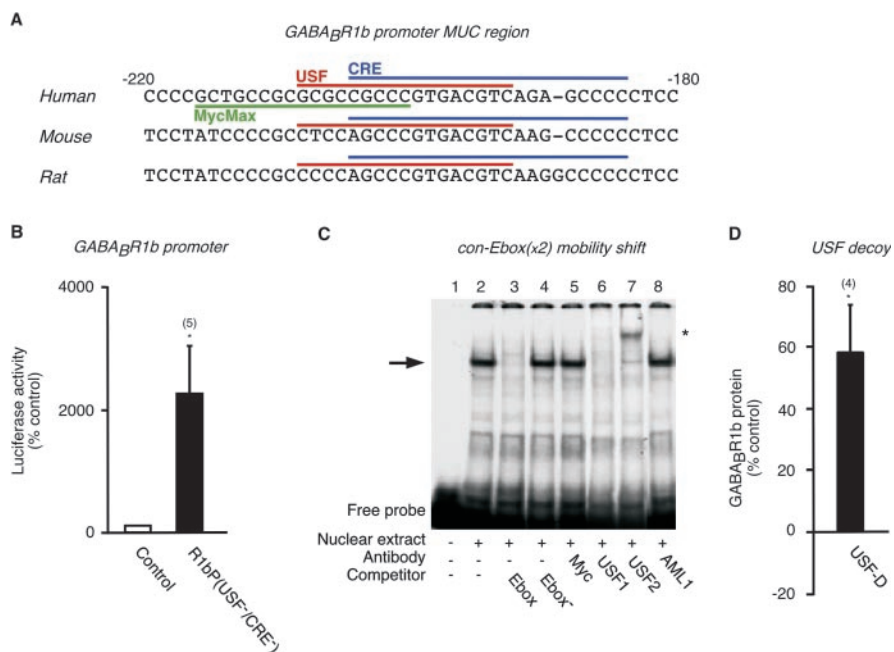 A
GABABR1b promoter MUC region
-220 USF CRE -180
Human CCCCGCTGCCGCGCGCCGCCCGTGACGTCAGA-GCCCCCTCC
MycMax
Mouse TCCTATCCCCGCCTCCAGCCCGTGACGTCAAG-CCCCCCTCC
Rat TCCTATCCCCGCCCCCAGCCCGTGACGTCAAGGCCCCCCTCC
B
GABABR1b promoter
Luciferase activity
(% control)
4000
2000
0
(5)
*
Control
R1bP(USF-/CRE-)
C
con-Ebox(x2) mobility shift
1 2 3 4 5 6 7 8
*
Free probe
Nuclear extract - + + + + + + +
Antibody - - Myc USF1 USF2 AML1
Competitor - - Ebox Ebox-
D
USF decoy
GABABR1b protein
(% control)
80
60
40
20
0
-20
(4)
*
USF-D